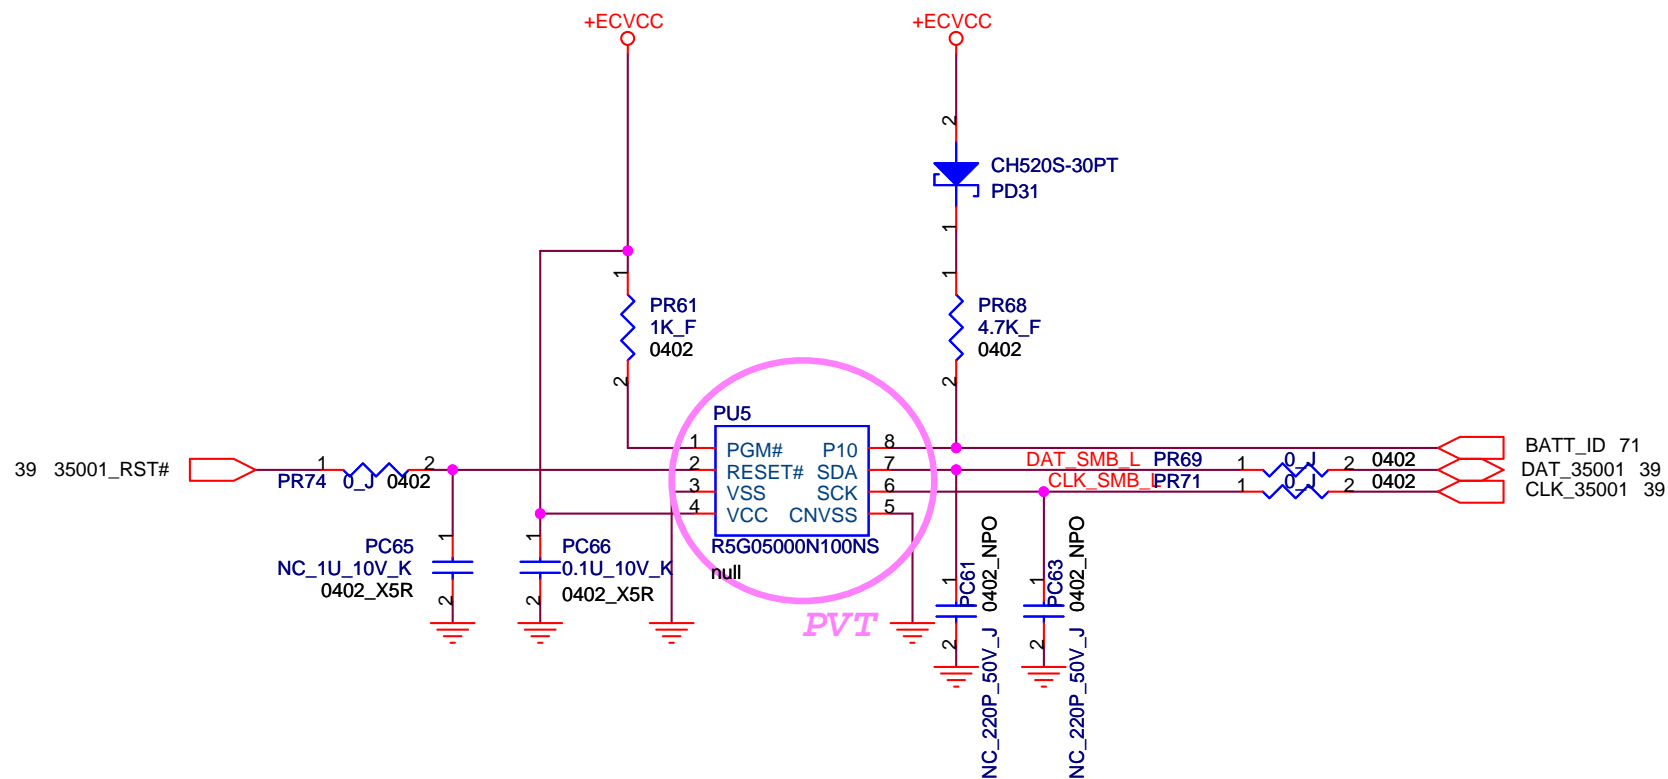 +ECVCC
+ECVCC
2
CH520S-30PT
PD31
1
1
PR61
1K_F
0402
2
1
PR68
4.7K_F
0402
2
PU5
1 PGM# P10 8
2 RESET# SDA 7
3 VSS SCK 6
4 VCC CNVSS 5
R5G05000N100NS
null
39 35001_RST#
1 2
PR74 0_J 0402
BATT_ID 71
DAT_SMB_L PR69 1 0_J 2 0402 DAT_35001 39
CLK_SMB_L PR71 1 0_J 2 0402 CLK_35001 39
1
PC65
NC_1U_10V_K
0402_X5R
2
1
PC66
0.1U_10V_K
0402_X5R
2
PVT
1
PC61
0402_NPO
NC_220P_50V_J
2
1
PC63
0402_NPO
NC_220P_50V_J
2